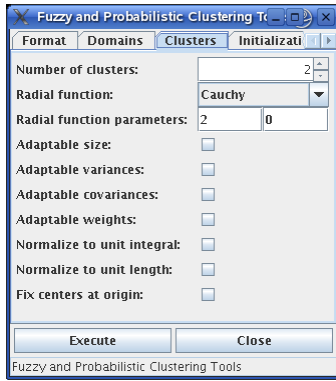 Fuzzy and Probabilistic Clustering
Format Domains Clusters
Number of clusters: 2
Radial function: Cauchy
Radial function parameters: 2 0
Adaptable size:
Adaptable variances:
Adaptable covariances:
Adaptable weights:
Normalize to unit integral:
Normalize to unit length:
Fix centers at origin:
Execute Close
Fuzzy and Probabilistic Clustering Tools